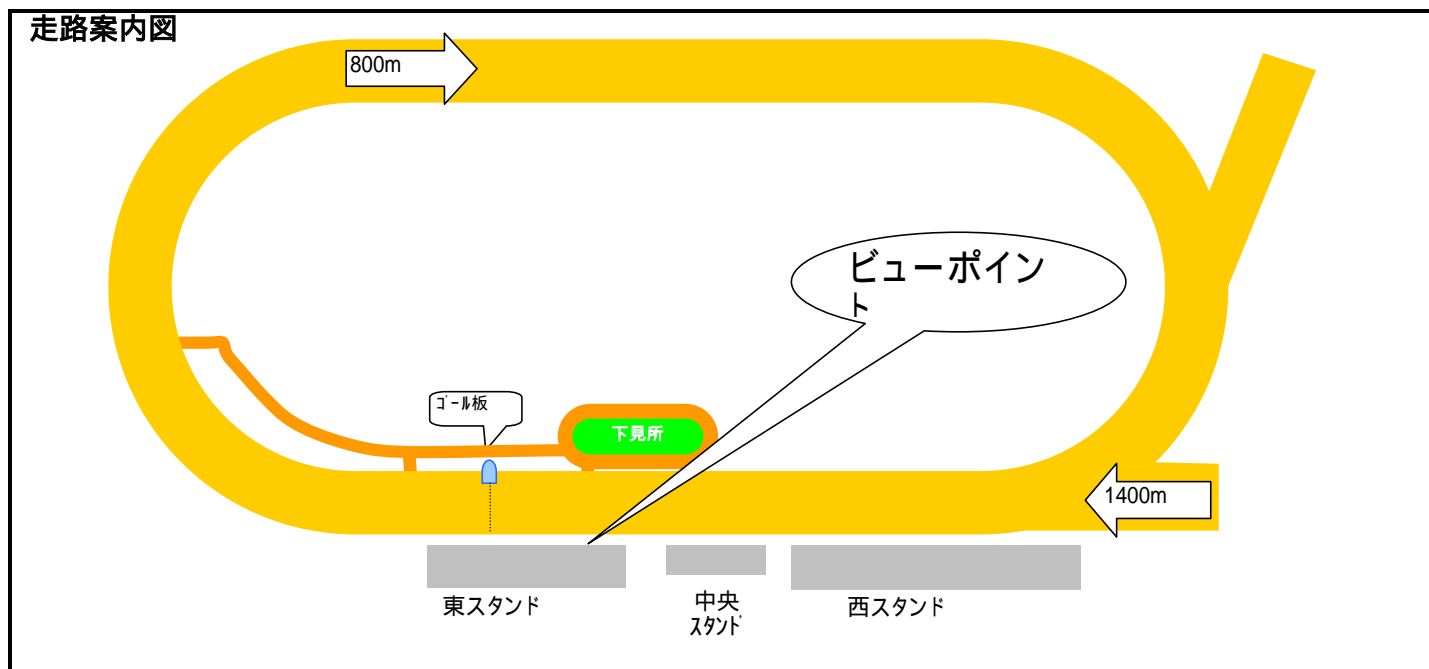 走路案内図
800m
ビューポイン
ト
ｺﾞｰﾙ板
下見所
1400m
東スタンド
中央
ｽﾀﾝﾄﾞ
西スタンド